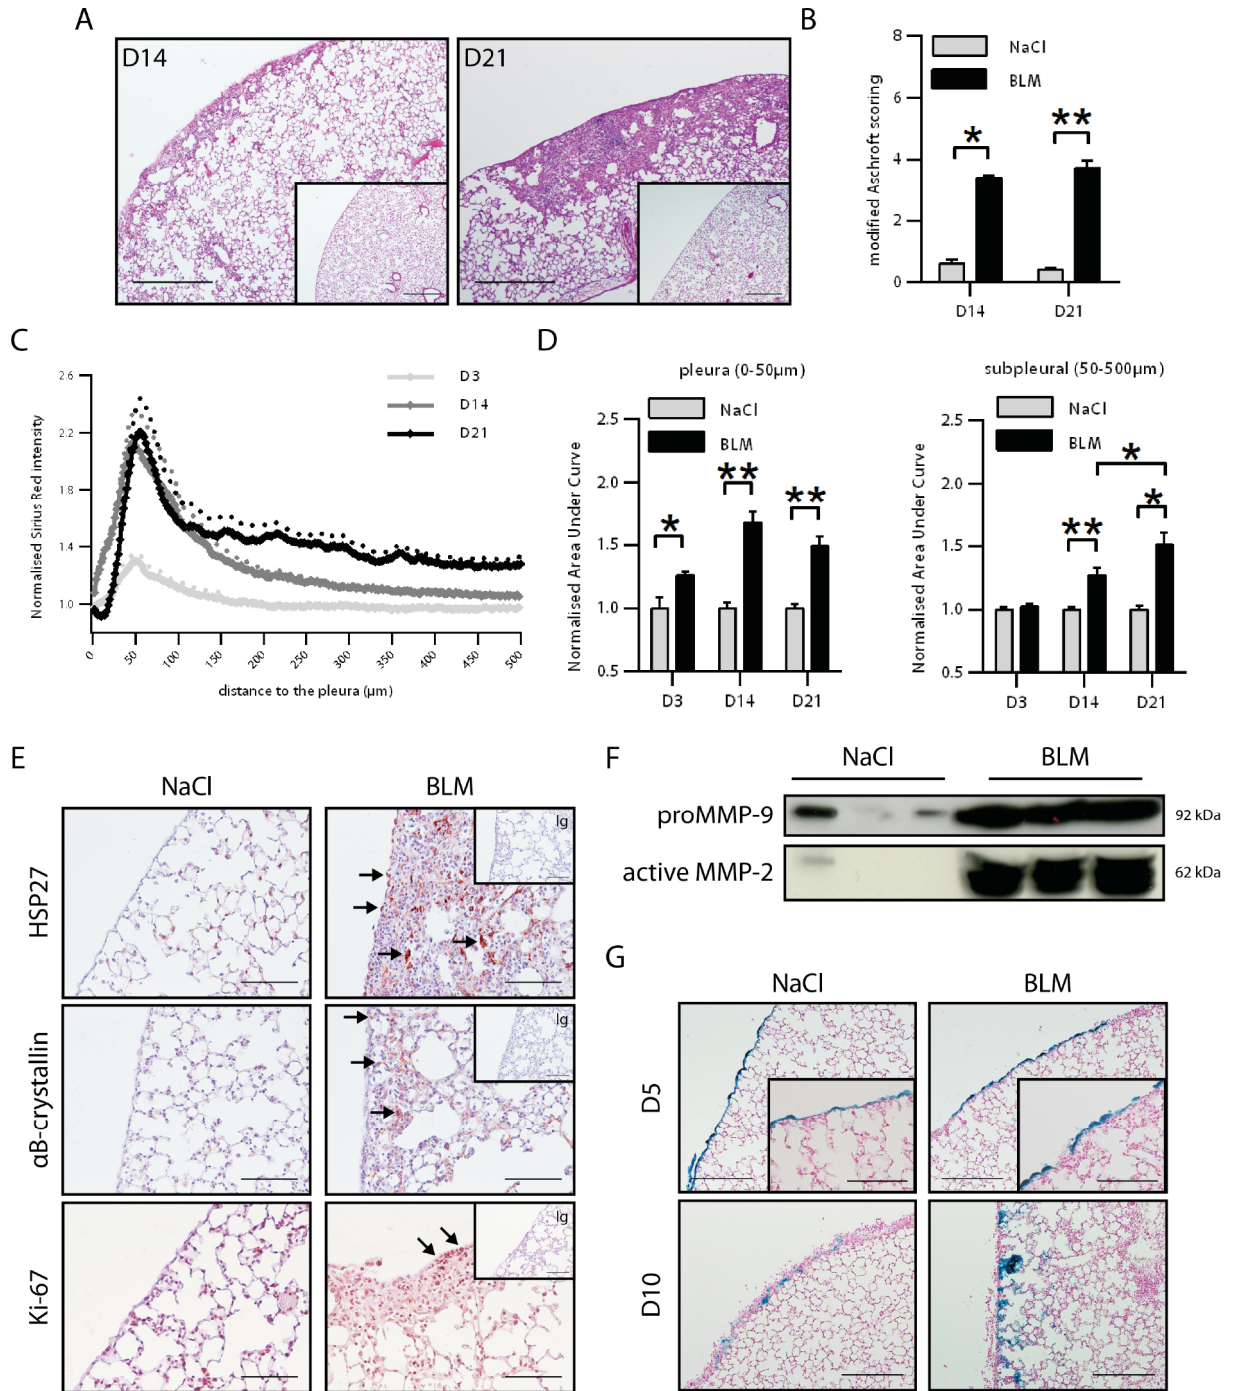 A
D14
D21
B
8
6
4
2
0
modified Aschroft scoring
NaCl
BLM
*
**
D14
D21
C
2.6
2.2
1.8
1.4
1.0
Normalised Sirius Red intensity
D3
D14
D21
0
50
100
150
200
250
300
350
400
450
500
distance to the pleura (µm)
D
pleura (0-50µm)
2.5
2.0
1.5
1.0
0.5
Normalised Area Under Curve
NaCl
BLM
*
**
**
D3
D14
D21
subpleural (50-500µm)
2.5
2.0
1.5
1.0
0.5
Normalised Area Under Curve
NaCl
BLM
*
**
*
D3
D14
D21
E
NaCl
BLM
HSP27
Ig
αB-crystallin
Ig
Ki-67
Ig
F
NaCl
BLM
proMMP-9
92 kDa
active MMP-2
62 kDa
G
NaCl
BLM
D5
D10